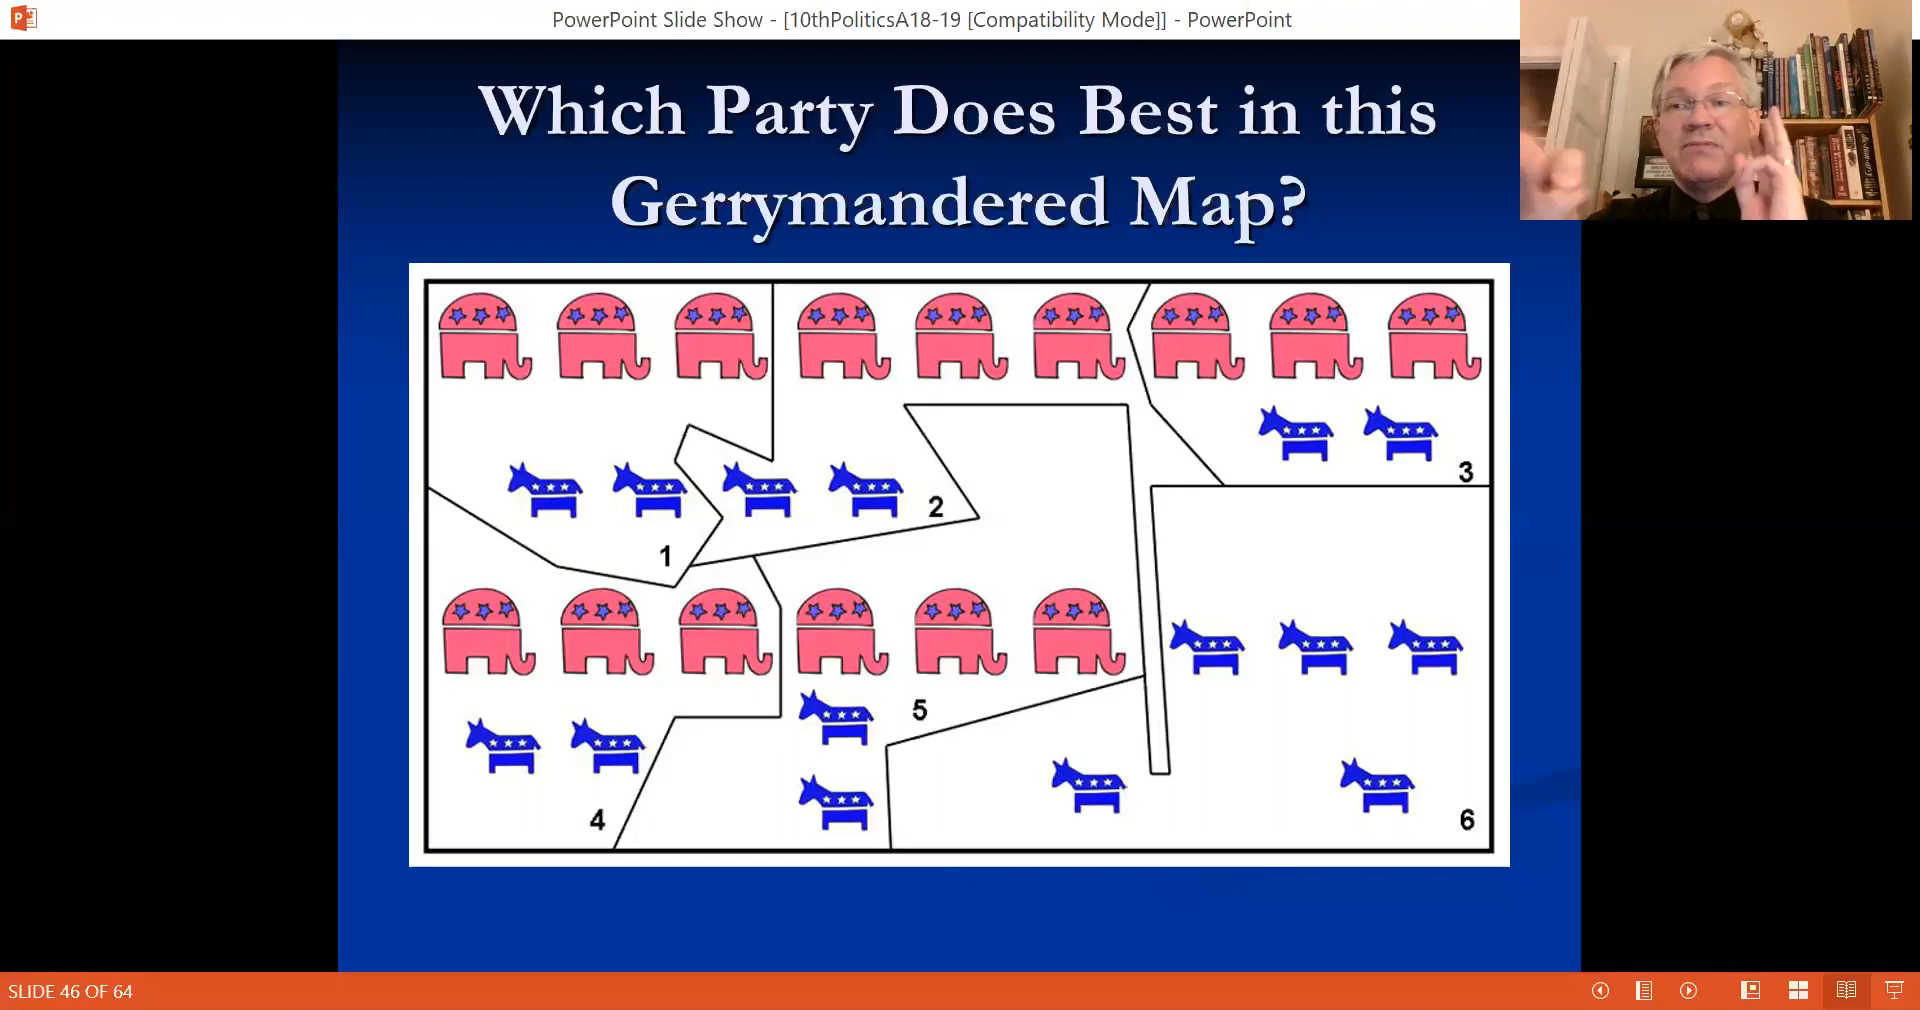 PowerPoint Slide Show - [10thPoliticsA18-19 [Compatibility Mode]] - PowerPoint
Which Party Does Best in this
Gerrymandered Map?
1
2
3
4
5
6
SLIDE 46 OF 64